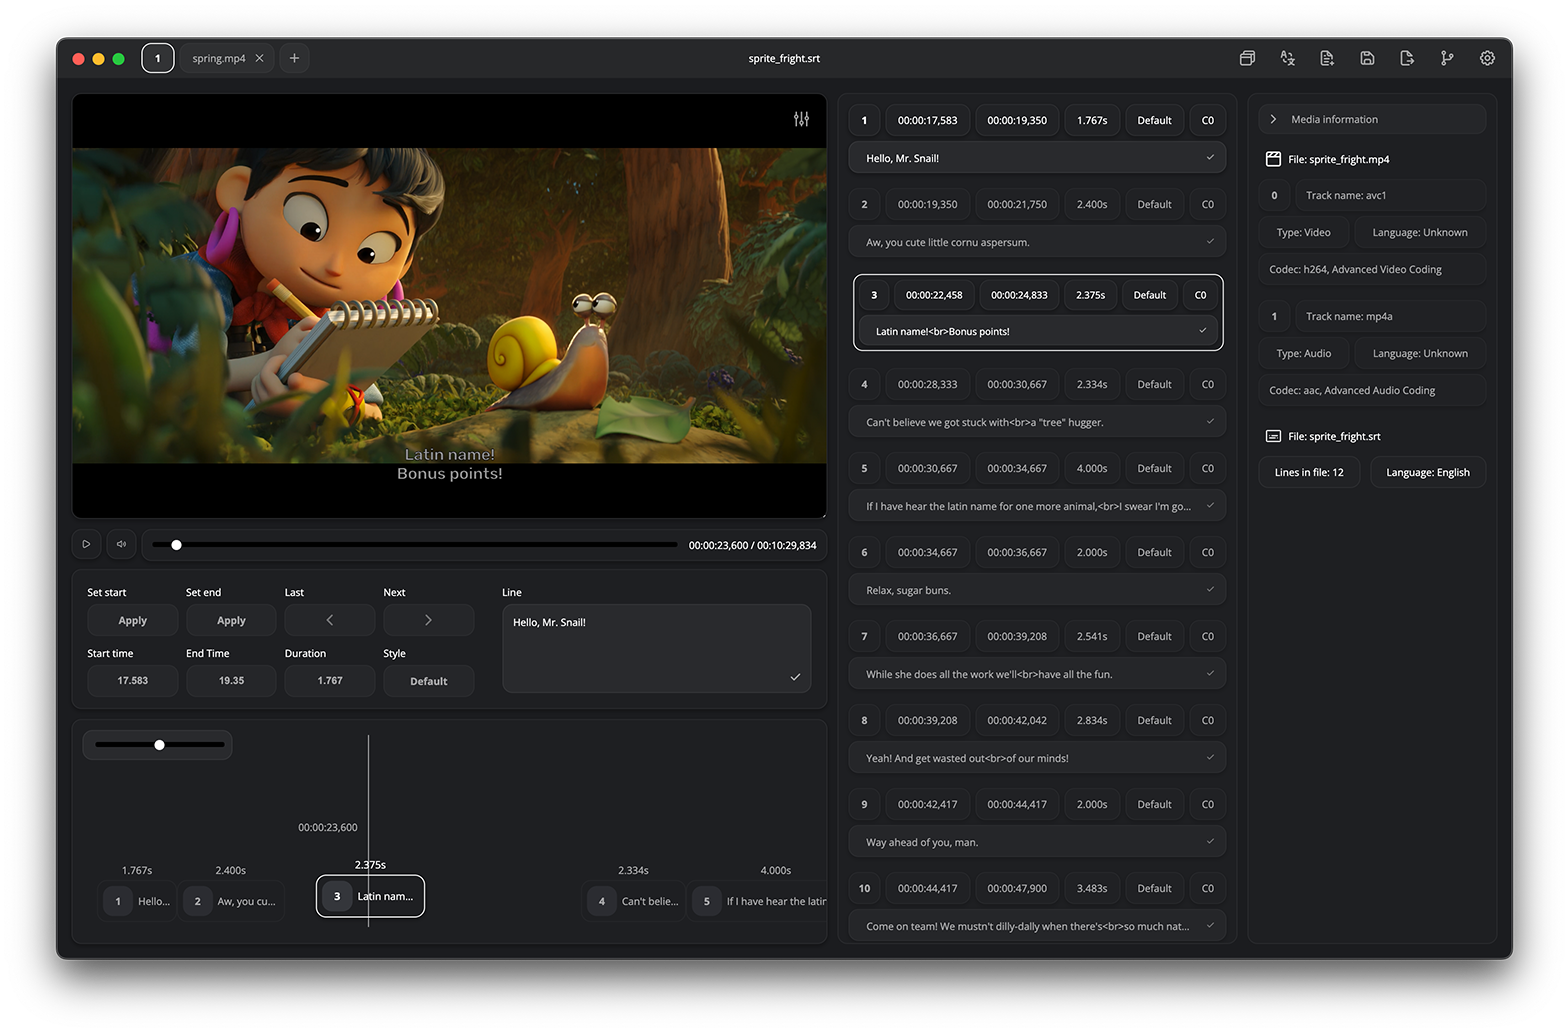 1
spring.mp4
sprite_fright.srt
Latin name!
Bonus points!
00:00:23,600 / 00:10:29,834
Set start
Set end
Last
Next
Line
Apply
Apply
Hello, Mr. Snail!
Start time
End Time
Duration
Style
17.583
19.35
1.767
Default
00:00:23,600
1.767s
2.400s
2.375s
2.334s
4.000s
1 Hello...
2 Aw, you cu...
3 Latin nam...
4 Can't belie...
5 If I have hear the latin
1 00:00:17,583 00:00:19,350 1.767s Default C0
Hello, Mr. Snail!
2 00:00:19,350 00:00:21,750 2.400s Default C0
Aw, you cute little cornu aspersum.
3 00:00:22,458 00:00:24,833 2.375s Default C0
Latin name!<br>Bonus points!
4 00:00:28,333 00:00:30,667 2.334s Default C0
Can't believe we got stuck with<br>a "tree" hugger.
5 00:00:30,667 00:00:34,667 4.000s Default C0
If I have hear the latin name for one more animal,<br>I swear I'm go...
6 00:00:34,667 00:00:36,667 2.000s Default C0
Relax, sugar buns.
7 00:00:36,667 00:00:39,208 2.541s Default C0
While she does all the work we'll<br>have all the fun.
8 00:00:39,208 00:00:42,042 2.834s Default C0
Yeah! And get wasted out<br>of our minds!
9 00:00:42,417 00:00:44,417 2.000s Default C0
Way ahead of you, man.
10 00:00:44,417 00:00:47,900 3.483s Default C0
Come on team! We mustn't dilly-dally when there's<br>so much nat...
Media information
File: sprite_fright.mp4
0 Track name: avc1
Type: Video Language: Unknown
Codec: h264, Advanced Video Coding
1 Track name: mp4a
Type: Audio Language: Unknown
Codec: aac, Advanced Audio Coding
File: sprite_fright.srt
Lines in file: 12 Language: English